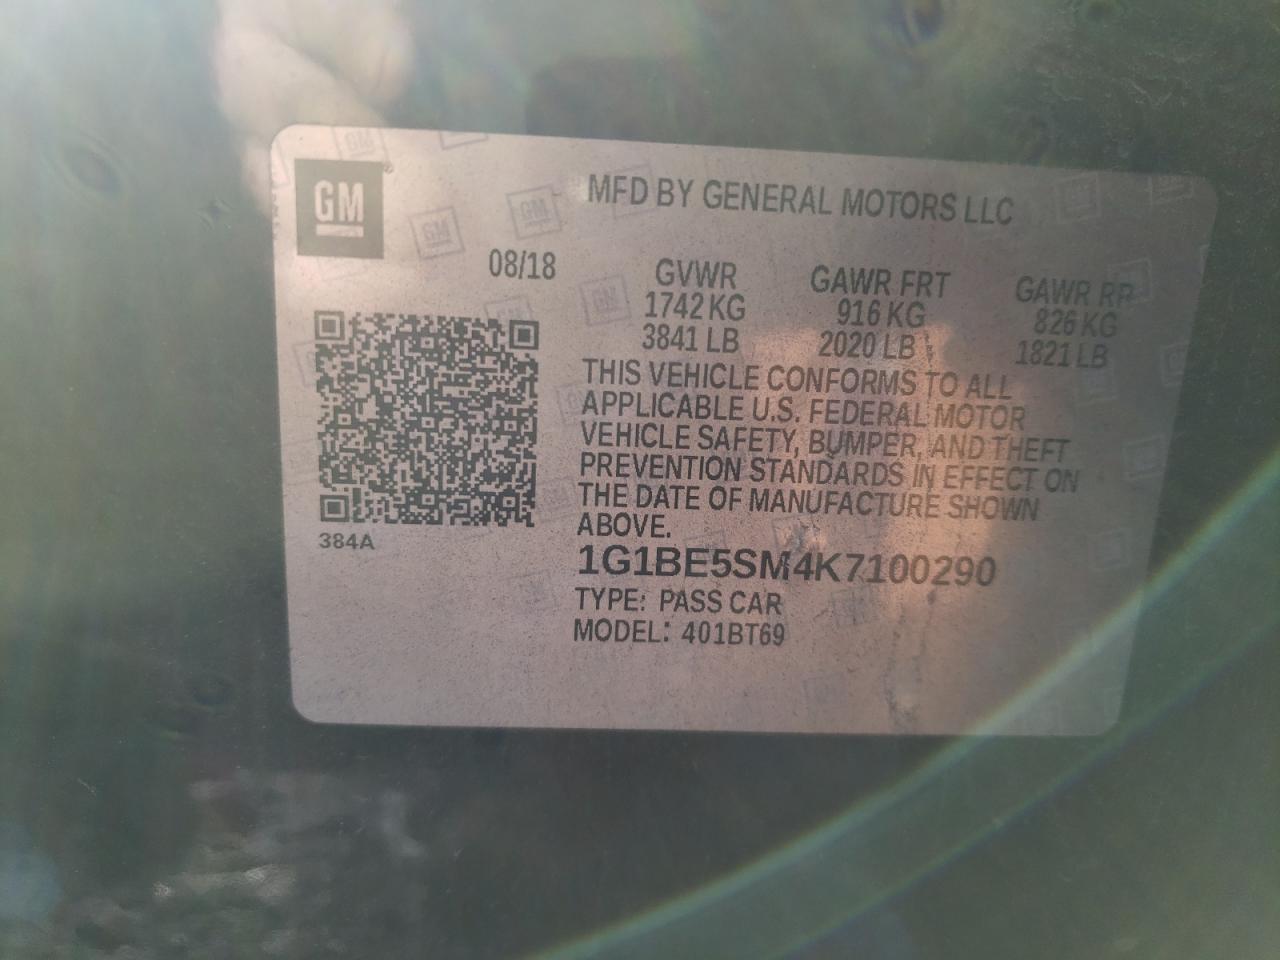 GM
MFD BY GENERAL MOTORS LLC
08/18
GVWR GAWR FRT GAWR RR
1742 KG 916 KG 826 KG
3841 LB 2020 LB 1821 LB
THIS VEHICLE CONFORMS TO ALL
APPLICABLE U.S. FEDERAL MOTOR
VEHICLE SAFETY, BUMPER, AND THEFT
PREVENTION STANDARDS IN EFFECT ON
THE DATE OF MANUFACTURE SHOWN
ABOVE.
384A
1G1BE5SM4K7100290
TYPE: PASS CAR
MODEL: 401BT69